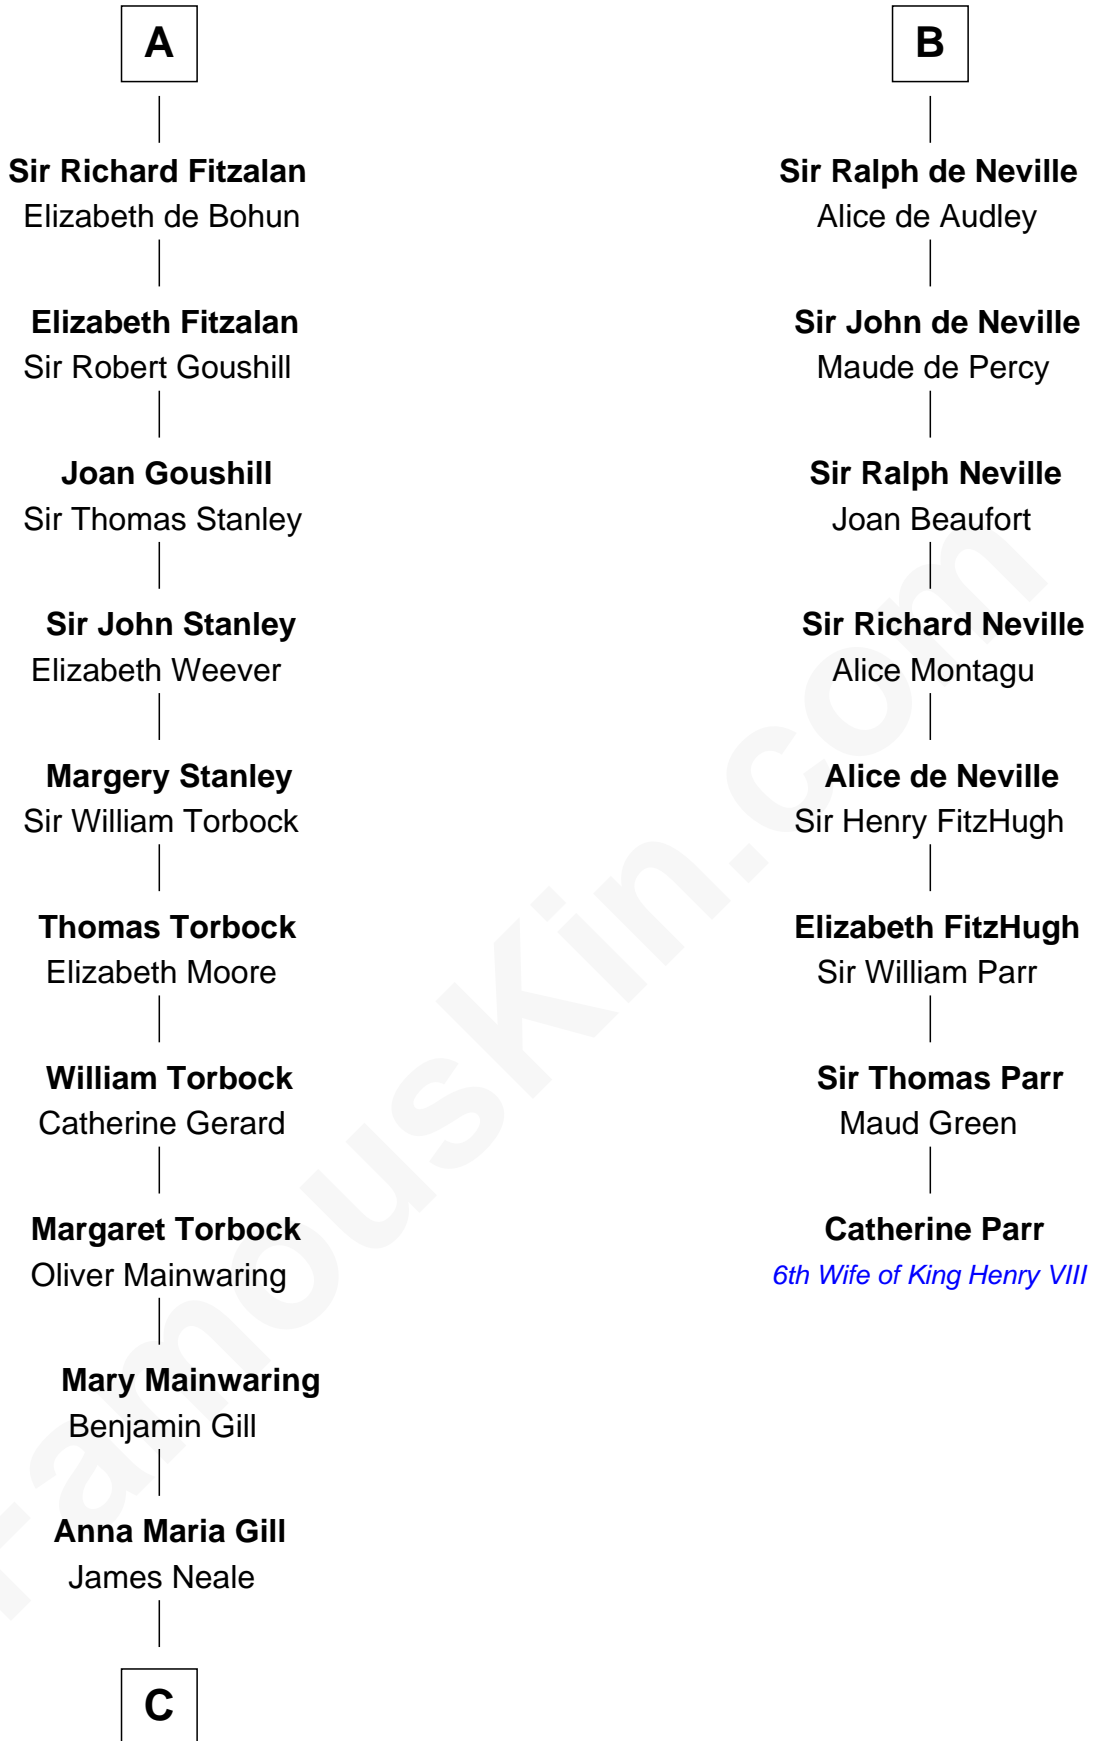 A
Sir Richard Fitzalan
Elizabeth de Bohun
Elizabeth Fitzalan
Sir Robert Goushill
Joan Goushill
Sir Thomas Stanley
Sir John Stanley
Elizabeth Weever
Margery Stanley
Sir William Torbock
Thomas Torbock
Elizabeth Moore
William Torbock
Catherine Gerard
Margaret Torbock
Oliver Mainwaring
Mary Mainwaring
Benjamin Gill
Anna Maria Gill
James Neale
C
B
Sir Ralph de Neville
Alice de Audley
Sir John de Neville
Maude de Percy
Sir Ralph Neville
Joan Beaufort
Sir Richard Neville
Alice Montagu
Alice de Neville
Sir Henry FitzHugh
Elizabeth FitzHugh
Sir William Parr
Sir Thomas Parr
Maud Green
Catherine Parr
6th Wife of King Henry VIII
FamousKin.com